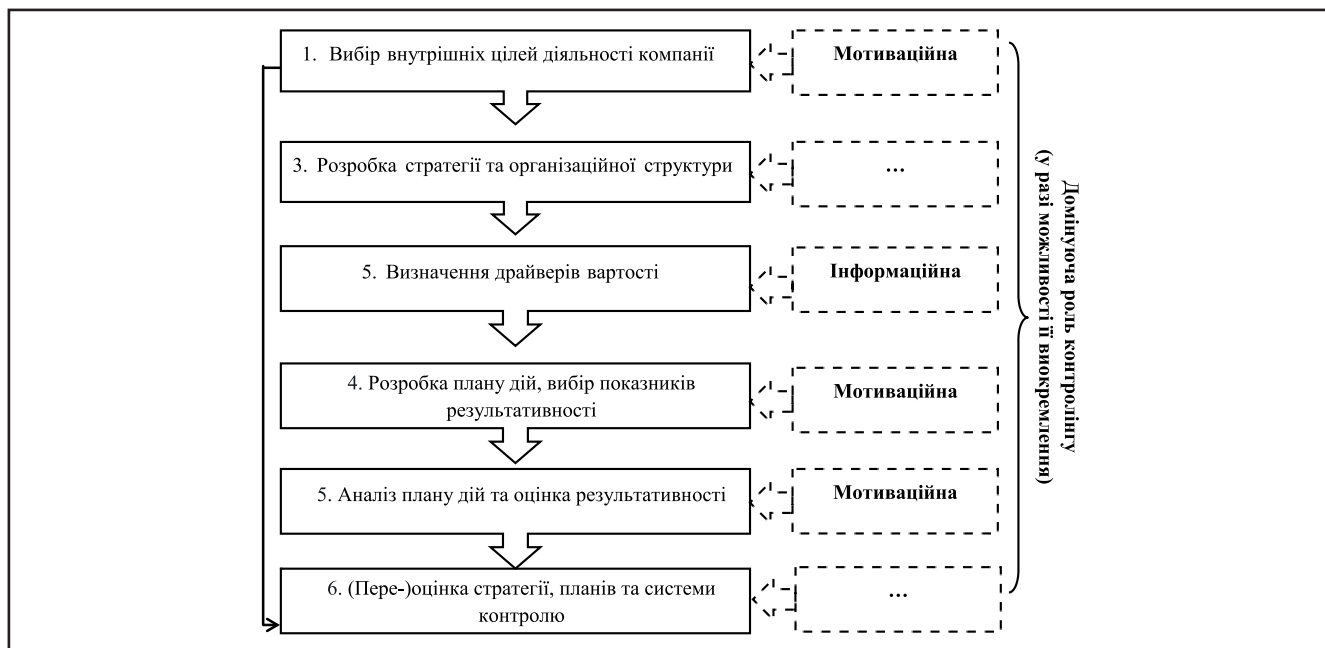 1. Вибір внутрішніх цілей діяльності компанії
Мотиваційна
3. Розробка стратегії та організаційної структури
...
5. Визначення драйверів вартості
Інформаційна
4. Розробка плану дій, вибір показників
результативності
Мотиваційна
5. Аналіз плану дій та оцінка результативності
Мотиваційна
6. (Пере-)оцінка стратегії, планів та системи
контролю
...
Домінуюча роль контролінгу
(у разі можливості її виокремлення)